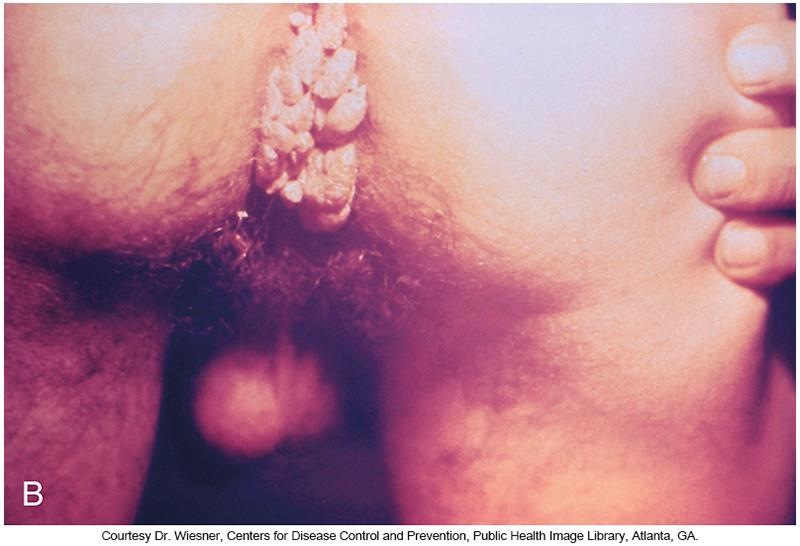 B
Courtesy Dr. Wiesner, Centers for Disease Control and Prevention, Public Health Image Library, Atlanta, GA.